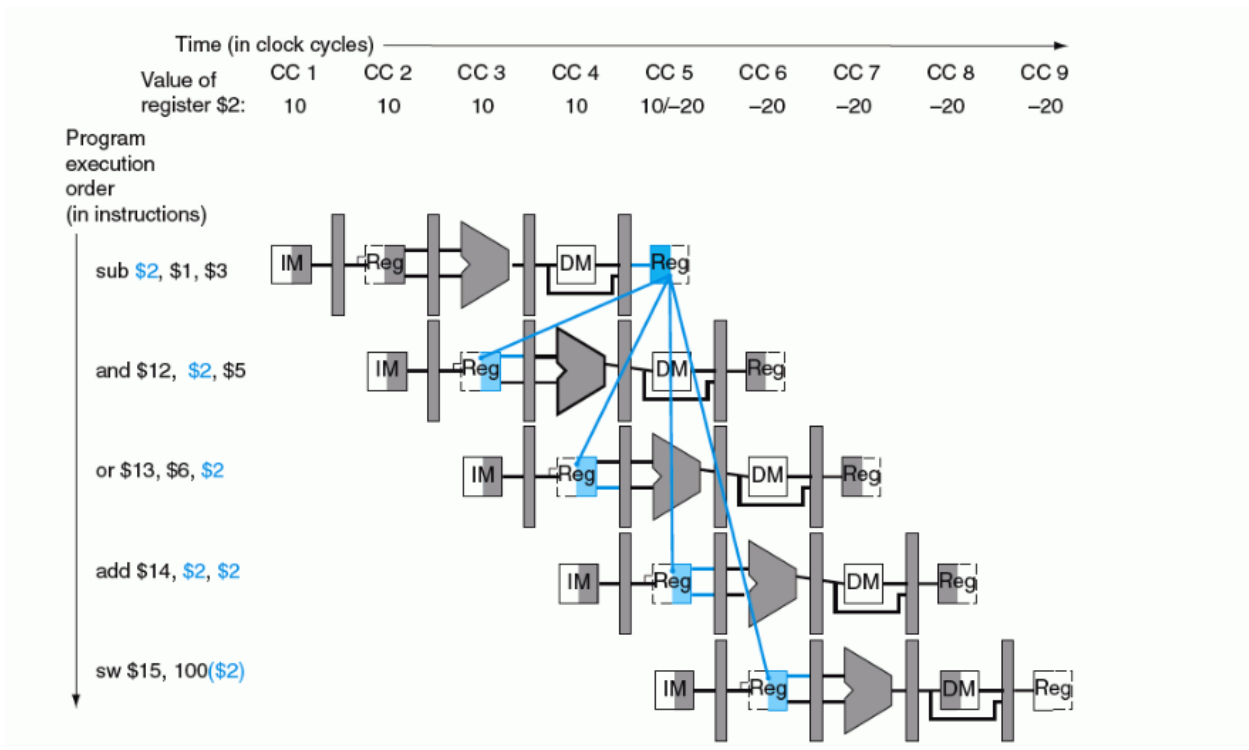 Time (in clock cycles)
Value of register $2:
CC 1 CC 2 CC 3 CC 4 CC 5 CC 6 CC 7 CC 8 CC 9
10 10 10 10 10/–20 –20 –20 –20 –20
Program
execution
order
(in instructions)
sub $2, $1, $3
IM Reg DM Reg
and $12, $2, $5
IM Reg DM Reg
or $13, $6, $2
IM Reg DM Reg
add $14, $2, $2
IM Reg DM Reg
sw $15, 100($2)
IM Reg DM Reg